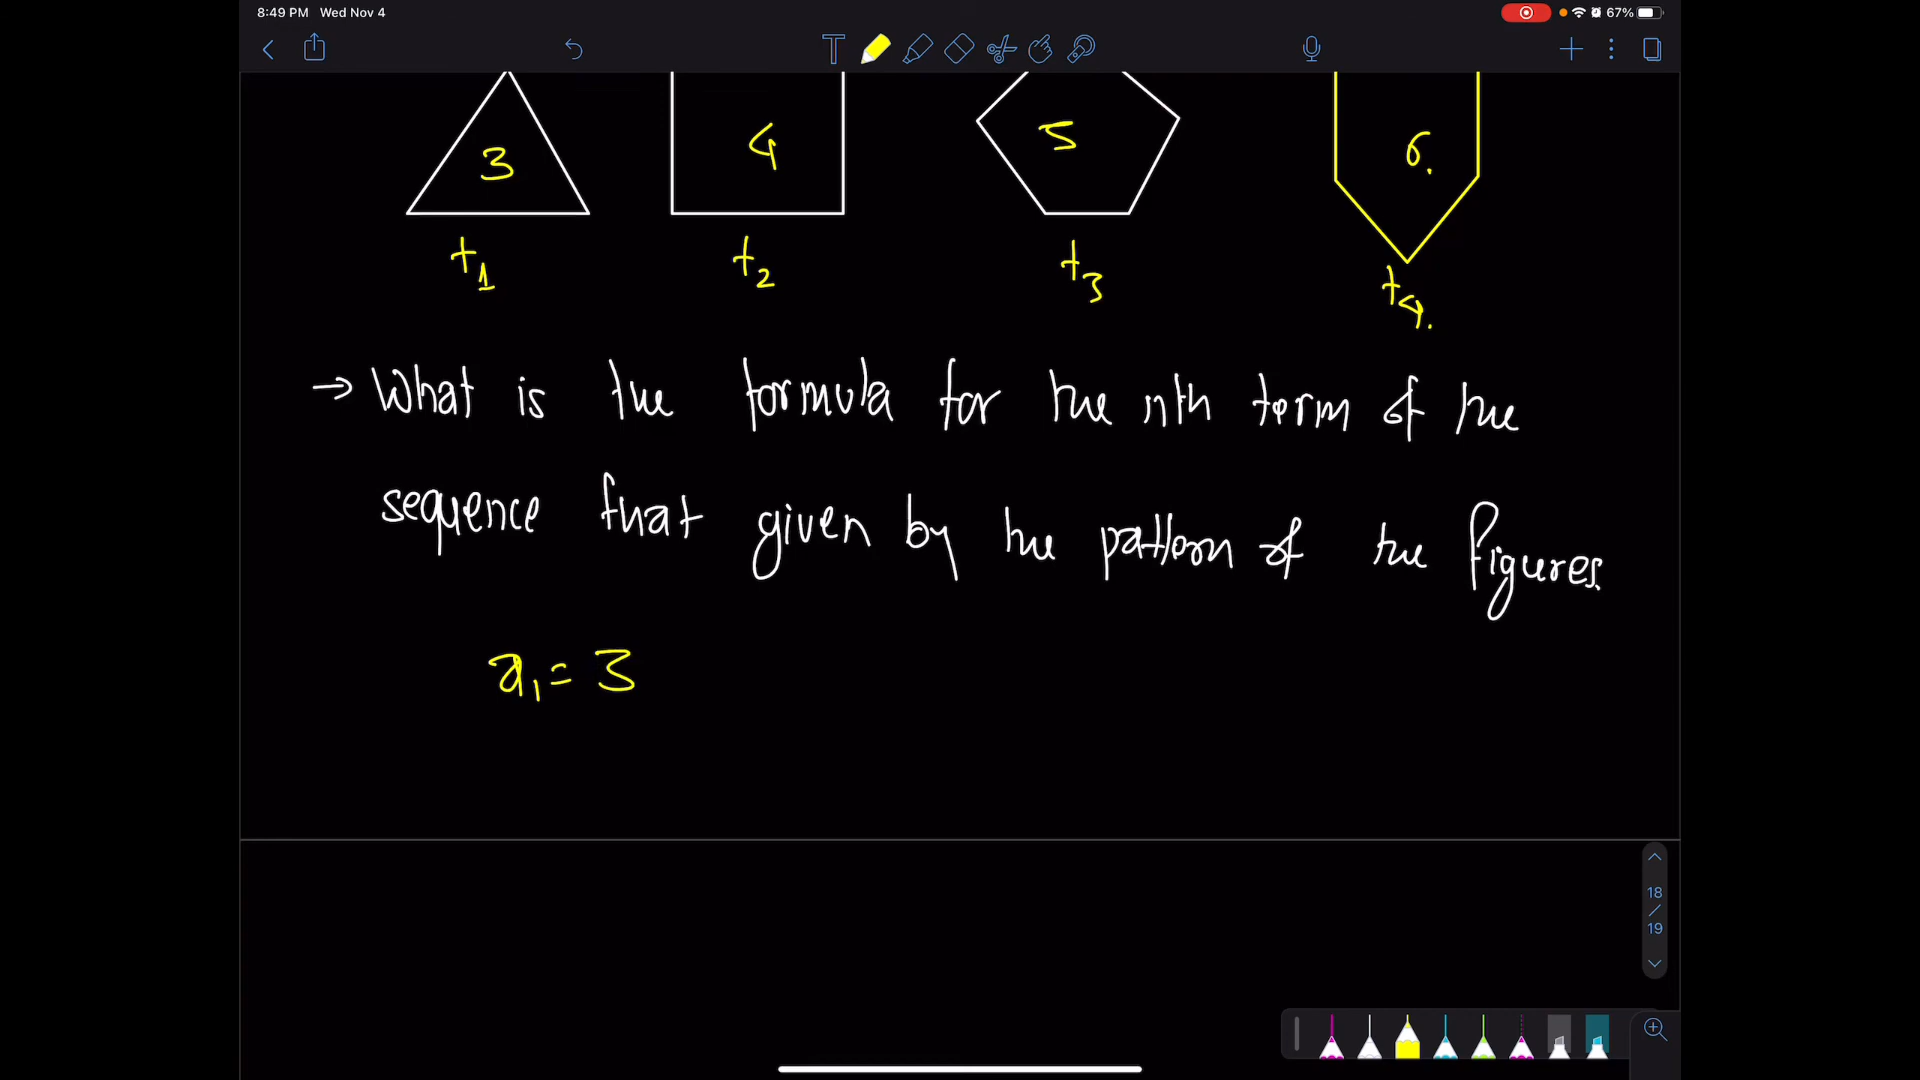 8:49 PM Wed Nov 4
67%
T
3 4 5 6.
t1 t2 t3 t4.
→ What is the formula for the nth term of the
sequence that given by the pattern of the figures.
a1 = 3
18
/
19